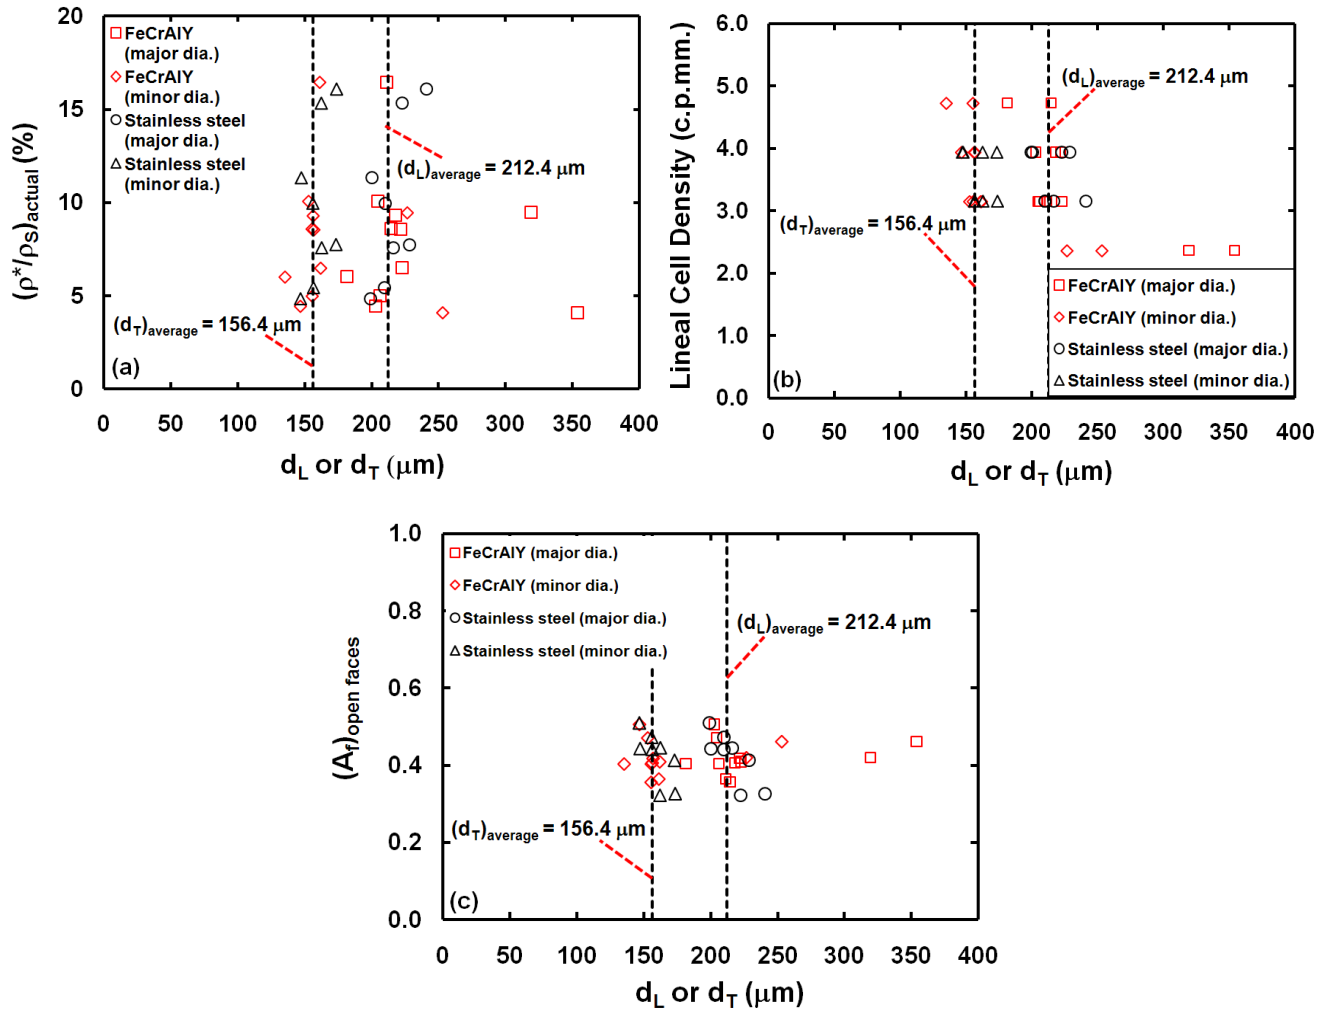 20
15
10
5
0
(ρ*/ρS)actual (%)
FeCrAlY
(major dia.)
FeCrAlY
(minor dia.)
Stainless steel
(major dia.)
Stainless steel
(minor dia.)
(dL)average = 212.4 μm
(dT)average = 156.4 μm
(a)
0 50 100 150 200 250 300 350 400
dL or dT (μm)
6.0
5.0
4.0
3.0
2.0
1.0
0.0
Lineal Cell Density (c.p.mm.)
(dL)average = 212.4 μm
(dT)average = 156.4 μm
FeCrAlY (major dia.)
FeCrAlY (minor dia.)
Stainless steel (major dia.)
Stainless steel (minor dia.)
(b)
0 50 100 150 200 250 300 350 400
dL or dT (μm)
1.0
0.8
0.6
0.4
0.2
0.0
(Af)open faces
FeCrAlY (major dia.)
FeCrAlY (minor dia.)
Stainless steel (major dia.)
Stainless steel (minor dia.)
(dL)average = 212.4 μm
(dT)average = 156.4 μm
(c)
0 50 100 150 200 250 300 350 400
dL or dT (μm)